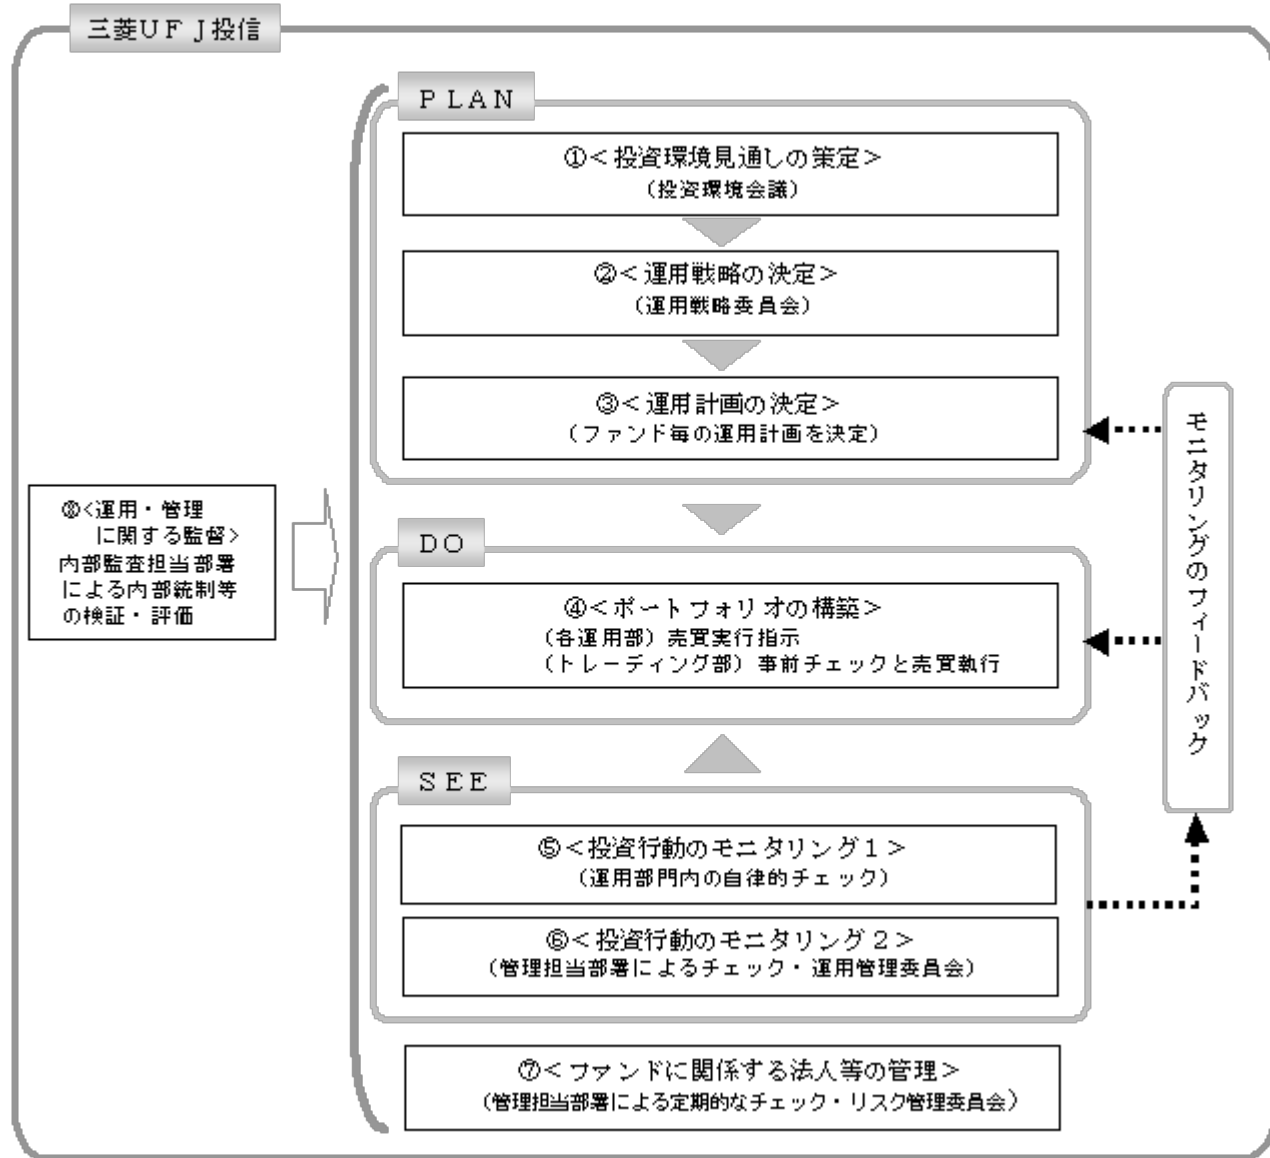 三菱UFJ投信
PLAN
①<投資環境見通しの策定>
(投資環境会議)
②<運用戦略の決定>
(運用戦略委員会)
③<運用計画の決定>
(ファンド毎の運用計画を決定)
DO
④<ポートフォリオの構築>
(各運用部)売買実行指示
(トレーディング部)事前チェックと売買執行
SEE
⑤<投資行動のモニタリング1>
(運用部門内の自律的チェック)
⑥<投資行動のモニタリング2>
(管理担当部署によるチェック・運用管理委員会)
⑦<ファンドに関係する法人等の管理>
(管理担当部署による定期的なチェック・リスク管理委員会)
⑧<運用・管理
に関する監督>
内部監査担当部署
による内部統制等
の検証・評価
モニタリングのフィードバック